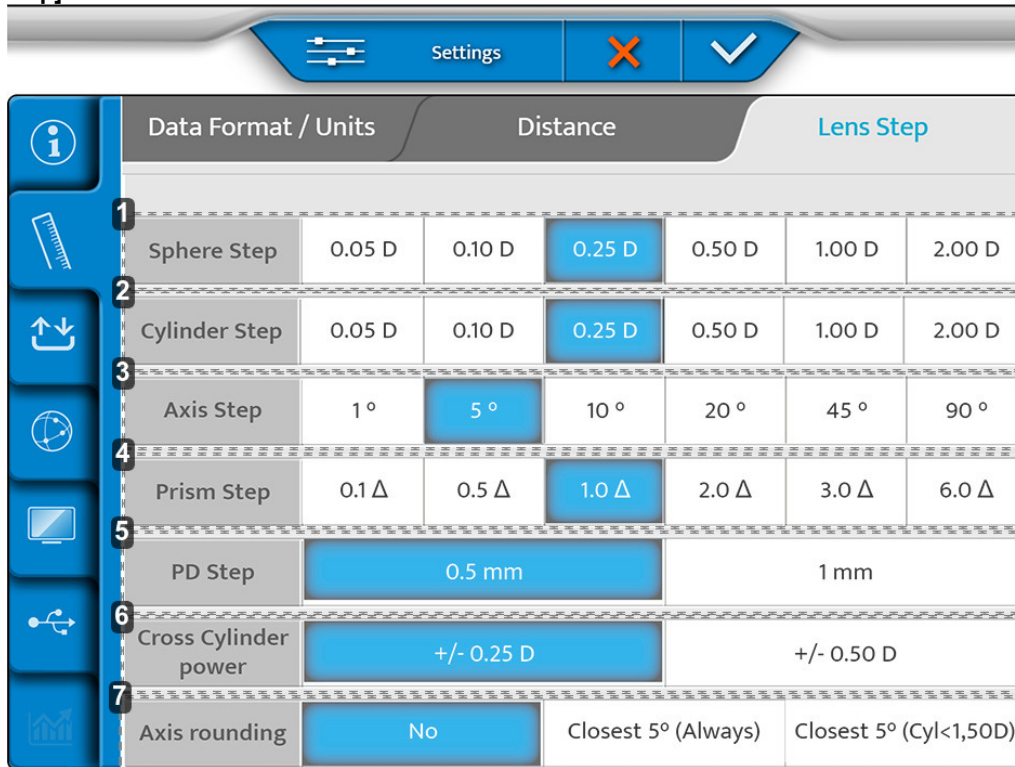 Settings
Data Format / Units Distance Lens Step
1
Sphere Step 0.05 D 0.10 D 0.25 D 0.50 D 1.00 D 2.00 D
2
Cylinder Step 0.05 D 0.10 D 0.25 D 0.50 D 1.00 D 2.00 D
3
Axis Step 1 º 5 º 10 º 20 º 45 º 90 º
4
Prism Step 0.1 Δ 0.5 Δ 1.0 Δ 2.0 Δ 3.0 Δ 6.0 Δ
5
PD Step 0.5 mm 1 mm
6
Cross Cylinder
power +/- 0.25 D +/- 0.50 D
7
Axis rounding No Closest 5º (Always) Closest 5º (Cyl<1,50D)